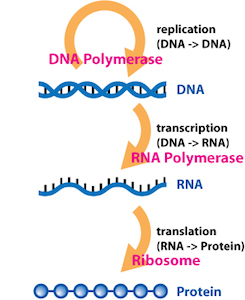 replication
(DNA -> DNA)
DNA Polymerase
DNA
transcription
(DNA -> RNA)
RNA Polymerase
RNA
translation
(RNA -> Protein)
Ribosome
Protein